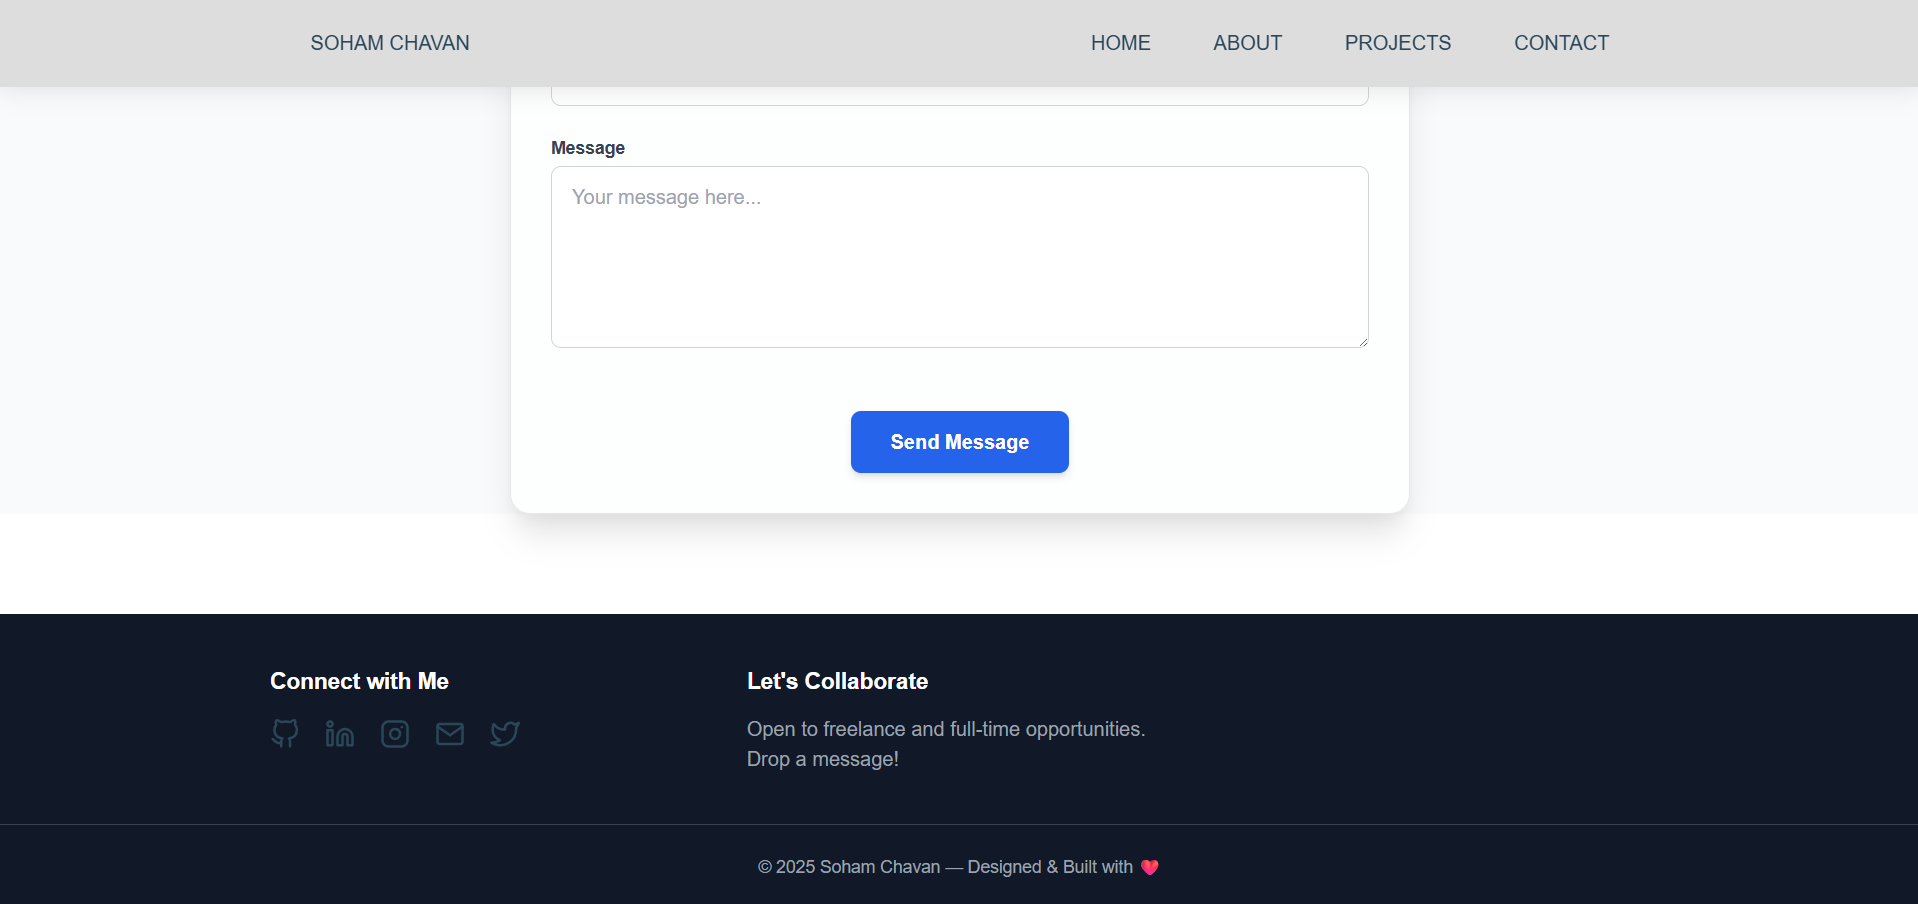 SOHAM CHAVAN
HOME ABOUT PROJECTS CONTACT
Message
Your message here...
Send Message
Connect with Me
Let's Collaborate
Open to freelance and full-time opportunities.
Drop a message!
© 2025 Soham Chavan — Designed & Built with ❤️